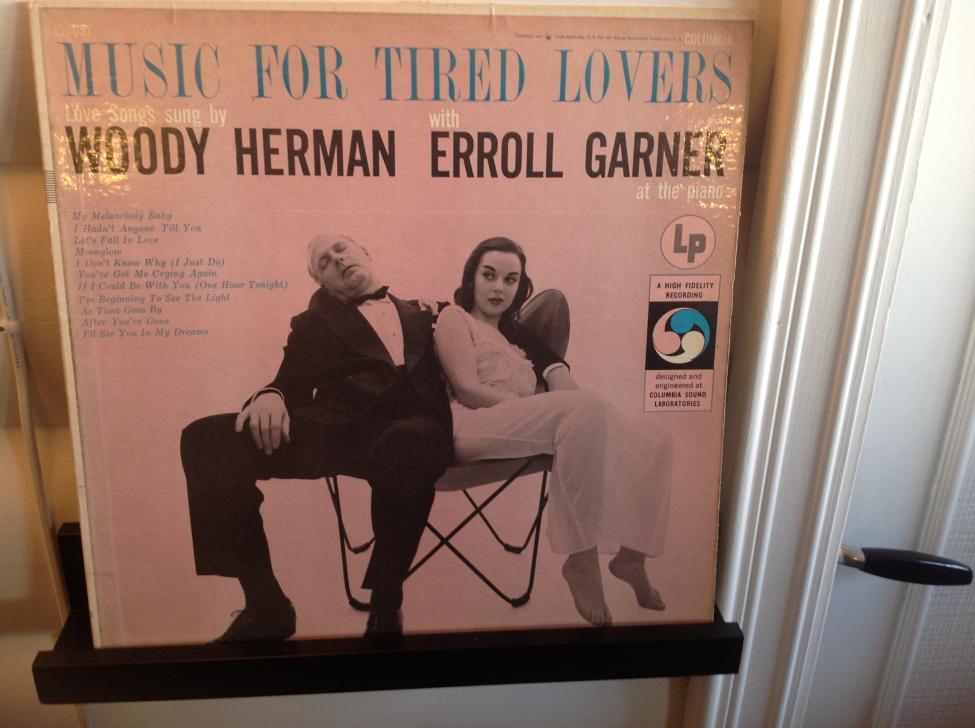 CL 651
COLUMBIA
MUSIC FOR TIRED LOVERS
Love Songs sung by
WOODY HERMAN
with
ERROLL GARNER
at the piano
My Melancholy Baby
I Hadn't Anyone Till You
Let's Fall In Love
Moonglow
I Don't Know Why (I Just Do)
You've Got Me Crying Again
If I Could Be With You (One Hour Tonight)
I'm Beginning To See The Light
As Time Goes By
After You've Gone
I'll See You In My Dreams
Lp
A HIGH FIDELITY
RECORDING
designed and
engineered at
COLUMBIA SOUND
LABORATORIES